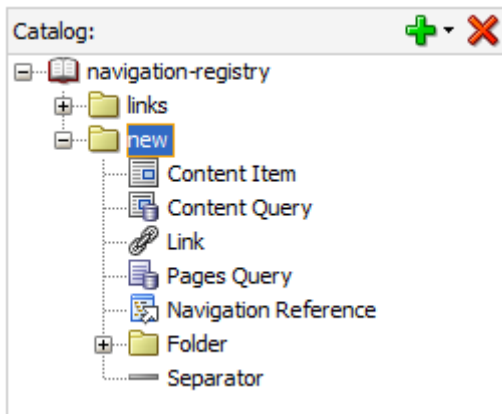 Catalog:
navigation-registry
links
new
Content Item
Content Query
Link
Pages Query
Navigation Reference
Folder
Separator